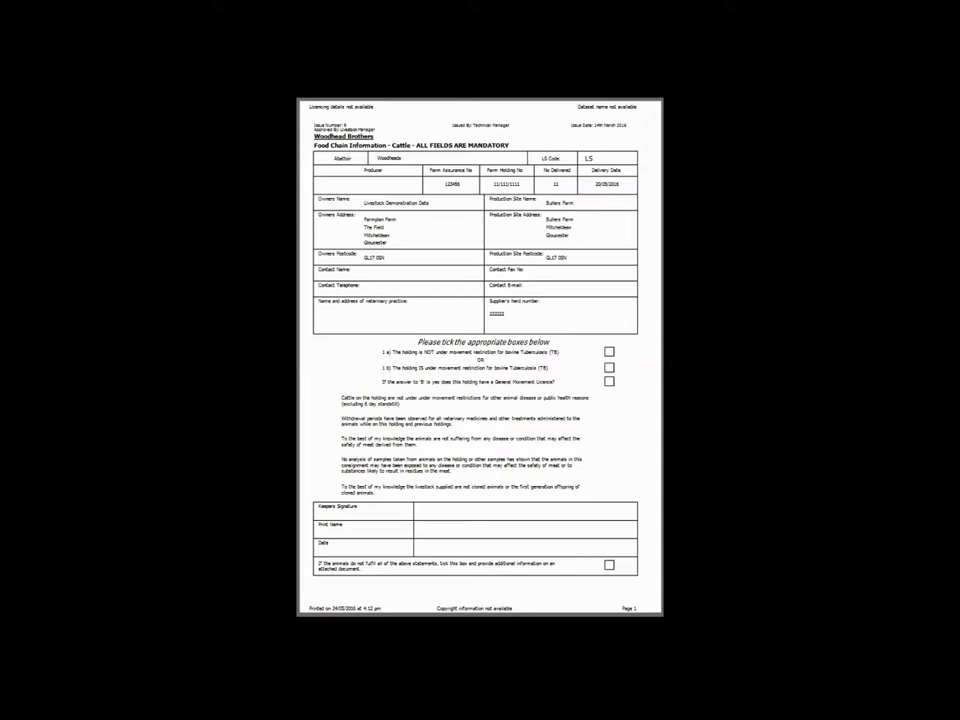 Licencing details not available Dataset name not available
Issue Number: 9 Issued By: Technical Manager Issue Date: 14th March 2016
Approved By: Livestock Manager
Woodhead Brothers
Food Chain Information - Cattle - ALL FIELDS ARE MANDATORY
Abattoir Woodheads LS Code: LS
Producer Farm Assurance No Farm Holding No No Delivered Delivery Date
123456 11/111/1111 11 20/05/2016
Owners Name: Livestock Demonstration Data Production Site Name: Bullers Farm
Owners Address: Production Site Address:
Farmplan Farm Bullers Farm
The Field Mitcheldean
Mitcheldean Gloucester
Gloucester
Owners Postcode: GL17 0SN Production Site Postcode: GL17 0SN
Contact Name: Contact Fax No:
Contact Telephone: Contact E-mail:
Name and address of veterinary practice: Supplier's herd number:
222222
Please tick the appropriate boxes below
1 a) The holding is NOT under movement restriction for bovine Tuberculosis (TB)
OR
1 b) The holding IS under movement restriction for bovine Tuberculosis (TB)
If the answer to 'B' is yes does this holding have a General Movement Licence?
Cattle on the holding are not under under movement restrictions for other animal disease or public health reasons
(excluding 6 day standstill)
Withdrawal periods have been observed for all veterinary medicines and other treatments administered to the
animals while on this holding and previous holdings.
To the best of my knowledge the animals are not suffering from any disease or condition that may affect the
safety of meat derived from them.
No analysis of samples taken from animals on the holding or other samples has shown that the animals in this
consignment may have been exposed to any disease or condition that may affect the safety of meat or to
substances likely to result in residues in the meat.
To the best of my knowledge the livestock supplied are not cloned animals or the first generation offspring of
cloned animals.
Keepers Signature
Print Name
Date
If the animals do not fulfil all of the above statements, tick this box and provide additional information on an
attached document.
Printed on 24/05/2016 at 4:12 pm Copyright information not available Page 1